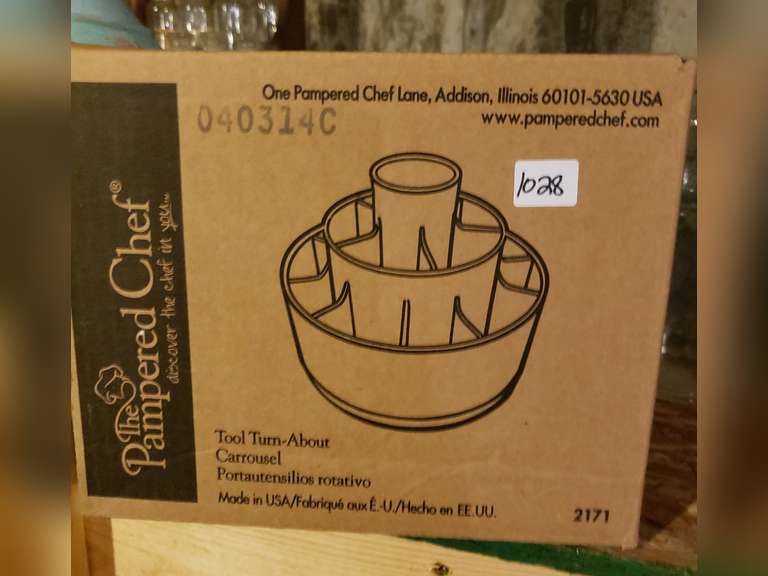 One Pampered Chef Lane, Addison, Illinois 60101-5630 USA
www.pamperedchef.com
040314C
1028
The
Pampered Chef®
discover the chef in you™
Tool Turn-About
Carrousel
Portautensilios rotativo
Made in USA/Fabriqué aux É.-U./Hecho en EE.UU.
2171